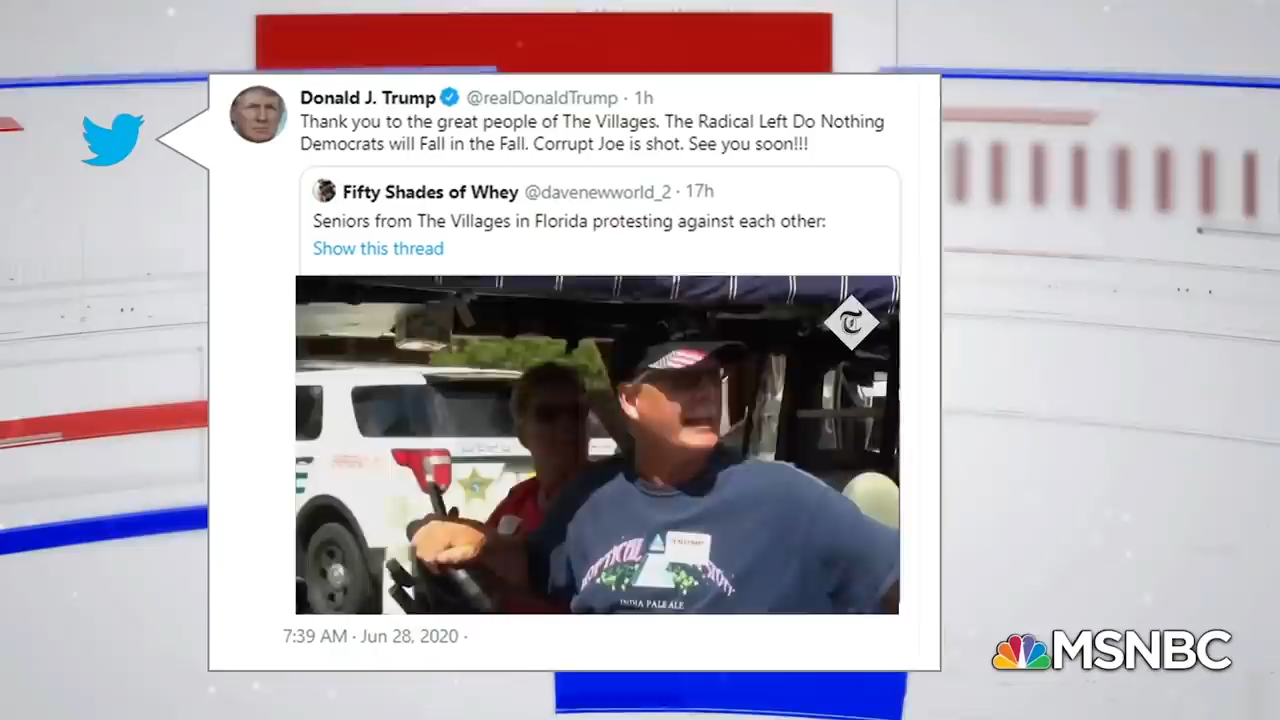 Donald J. Trump @realDonaldTrump · 1h
Thank you to the great people of The Villages. The Radical Left Do Nothing
Democrats will Fall in the Fall. Corrupt Joe is shot. See you soon!!!
Fifty Shades of Whey @davenewworld_2 · 17h
Seniors from The Villages in Florida protesting against each other:
Show this thread
T
TRUMP
INDIA PALE ALE
7:39 AM · Jun 28, 2020 ·
MSNBC